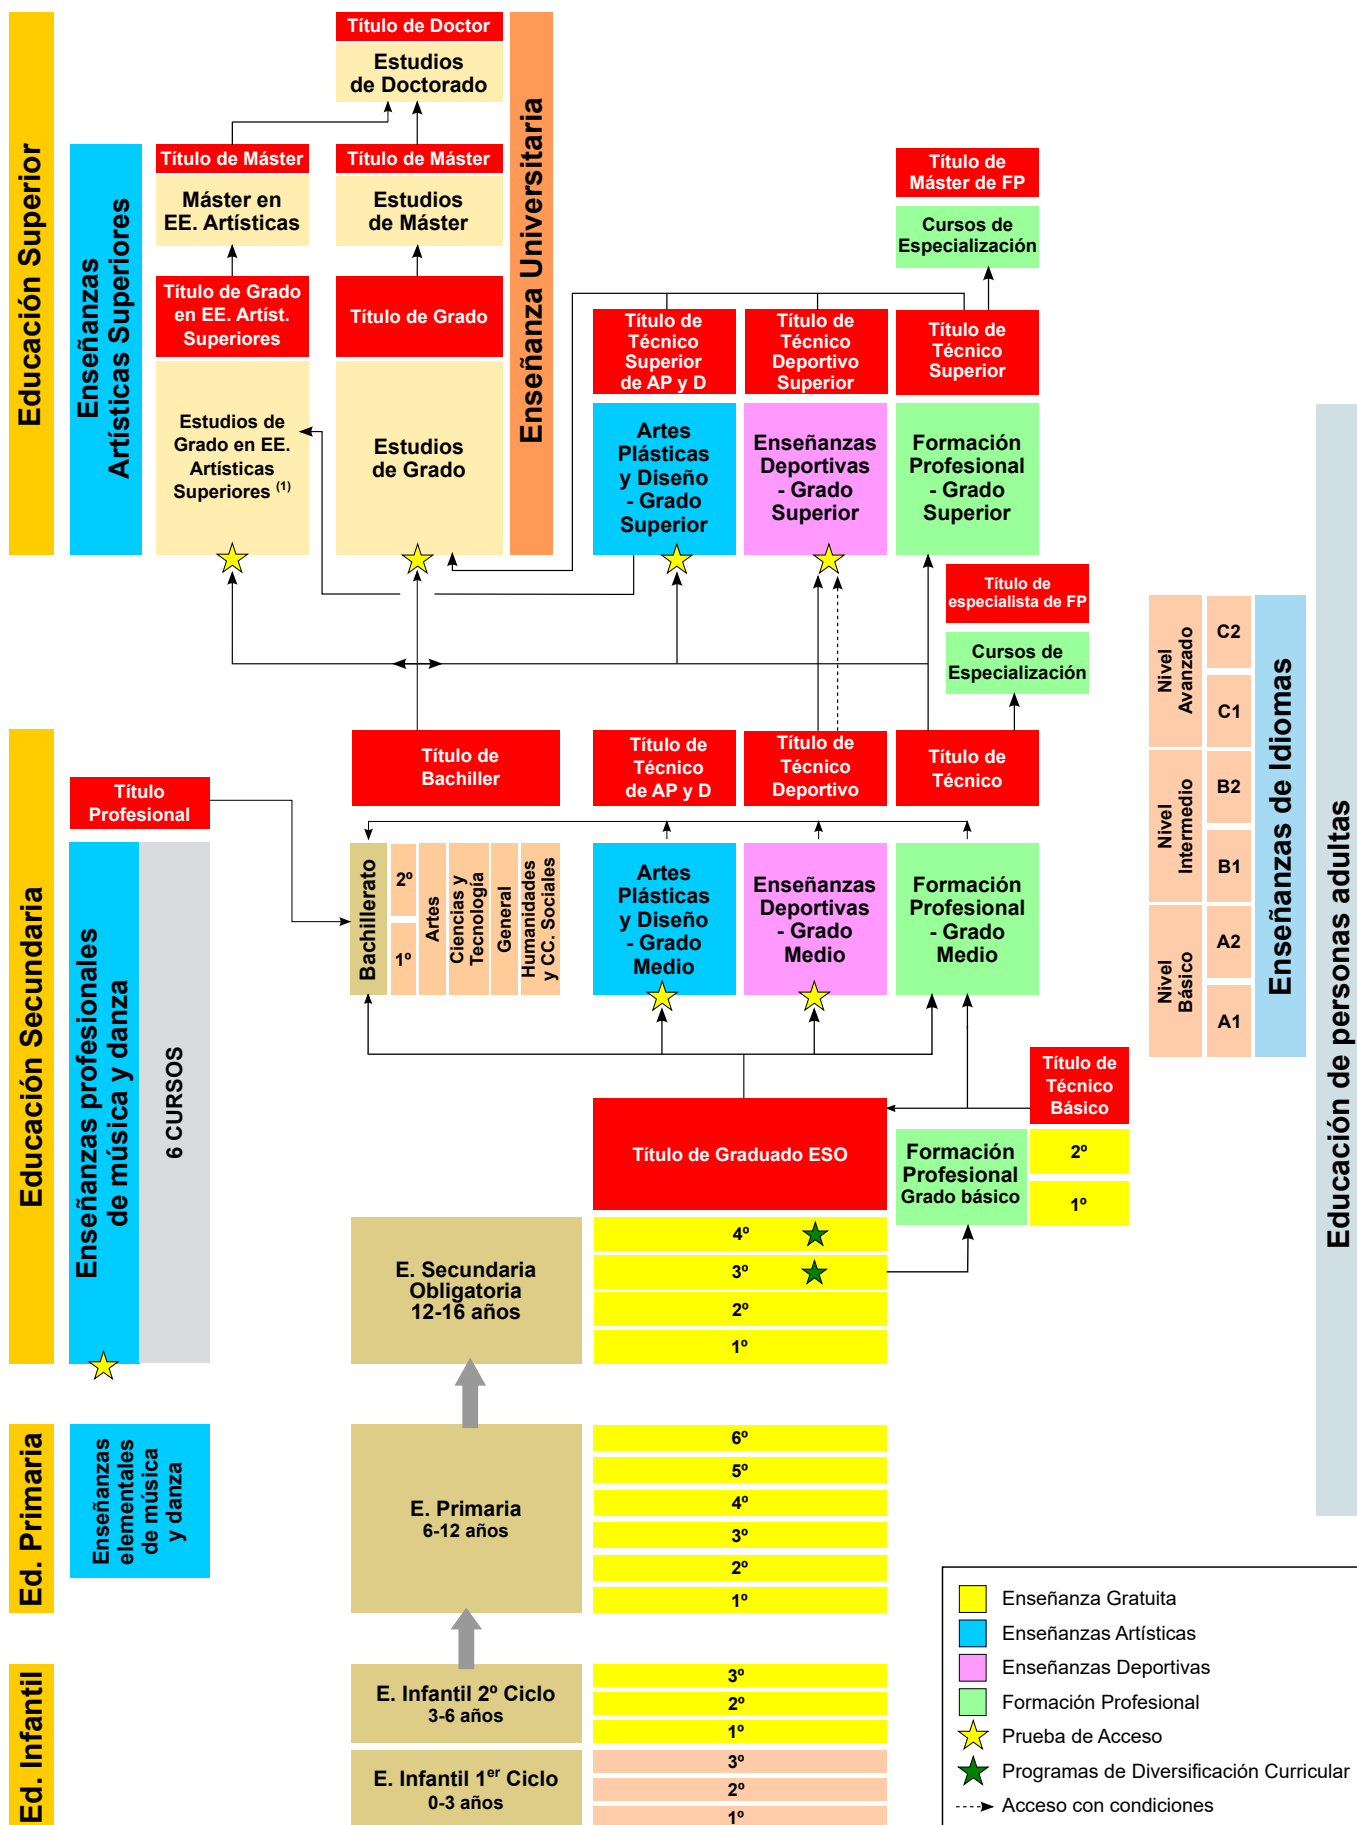 Educación Superior
Enseñanzas
Artísticas Superiores
Título de Doctor
Estudios
de Doctorado
Título de Máster
Máster en
EE. Artísticas
Título de Grado
en EE. Artíst.
Superiores
Estudios de
Grado en EE.
Artísticas
Superiores (1)
Título de Máster
Estudios
de Máster
Título de Grado
Estudios
de Grado
Enseñanza Universitaria
Título de
Técnico
Superior
de AP y D
Artes
Plásticas
y Diseño
- Grado
Superior
Título de
Técnico
Deportivo
Superior
Enseñanzas
Deportivas
- Grado
Superior
Título de
Máster de FP
Cursos de
Especialización
Título de
Técnico
Superior
Formación
Profesional
- Grado
Superior
Título de
especialista de FP
Cursos de
Especialización
Educación Secundaria
Título
Profesional
Enseñanzas profesionales
de música y danza
6 CURSOS
Título de
Bachiller
Bachillerato
2º
1º
Artes
Ciencias y
Tecnología
General
Humanidades
y CC. Sociales
Título de
Técnico
de AP y D
Artes
Plásticas
y Diseño
- Grado
Medio
Título de
Técnico
Deportivo
Enseñanzas
Deportivas
- Grado
Medio
Título de
Técnico
Formación
Profesional
- Grado
Medio
Título de Graduado ESO
Título de
Técnico
Básico
Formación
Profesional
Grado básico
2º
1º
E. Secundaria
Obligatoria
12-16 años
4º
3º
2º
1º
Nivel
Avanzado
C2
C1
Nivel
Intermedio
B2
B1
Nivel
Básico
A2
A1
Enseñanzas de Idiomas
Educación de personas adultas
Ed. Primaria
Enseñanzas
elementales
de música
y danza
E. Primaria
6-12 años
6º
5º
4º
3º
2º
1º
Ed. Infantil
E. Infantil 2º Ciclo
3-6 años
3º
2º
1º
E. Infantil 1er Ciclo
0-3 años
3º
2º
1º
Enseñanza Gratuita
Enseñanzas Artísticas
Enseñanzas Deportivas
Formación Profesional
Prueba de Acceso
Programas de Diversificación Curricular
Acceso con condiciones